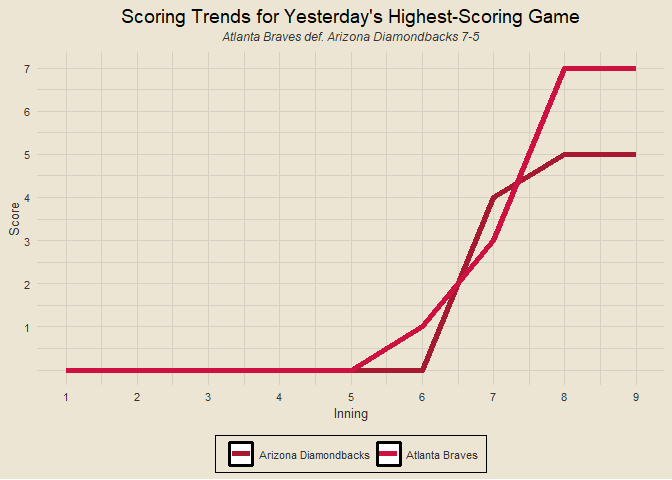 Scoring Trends for Yesterday's Highest-Scoring Game
Atlanta Braves def. Arizona Diamondbacks 7-5
7
6
5
4
3
2
1
Score
1 2 3 4 5 6 7 8 9
Inning
Arizona Diamondbacks Atlanta Braves